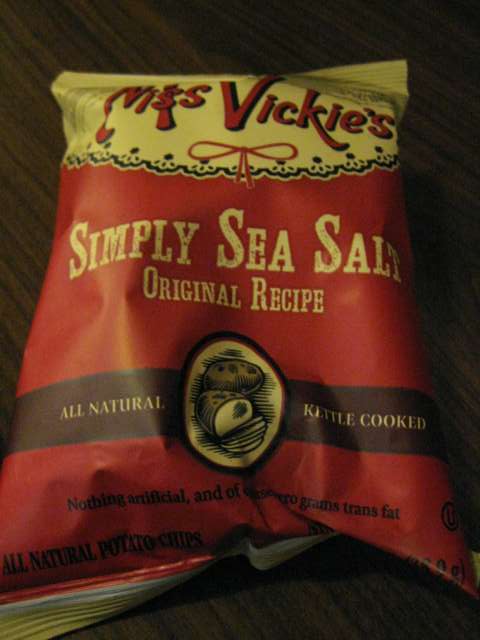 Miss Vickie's
SIMPLY SEA SALT
ORIGINAL RECIPE
ALL NATURAL
KETTLE COOKED
Nothing artificial, and of zero grams trans fat
U
ALL NATURAL POTATO CHIPS